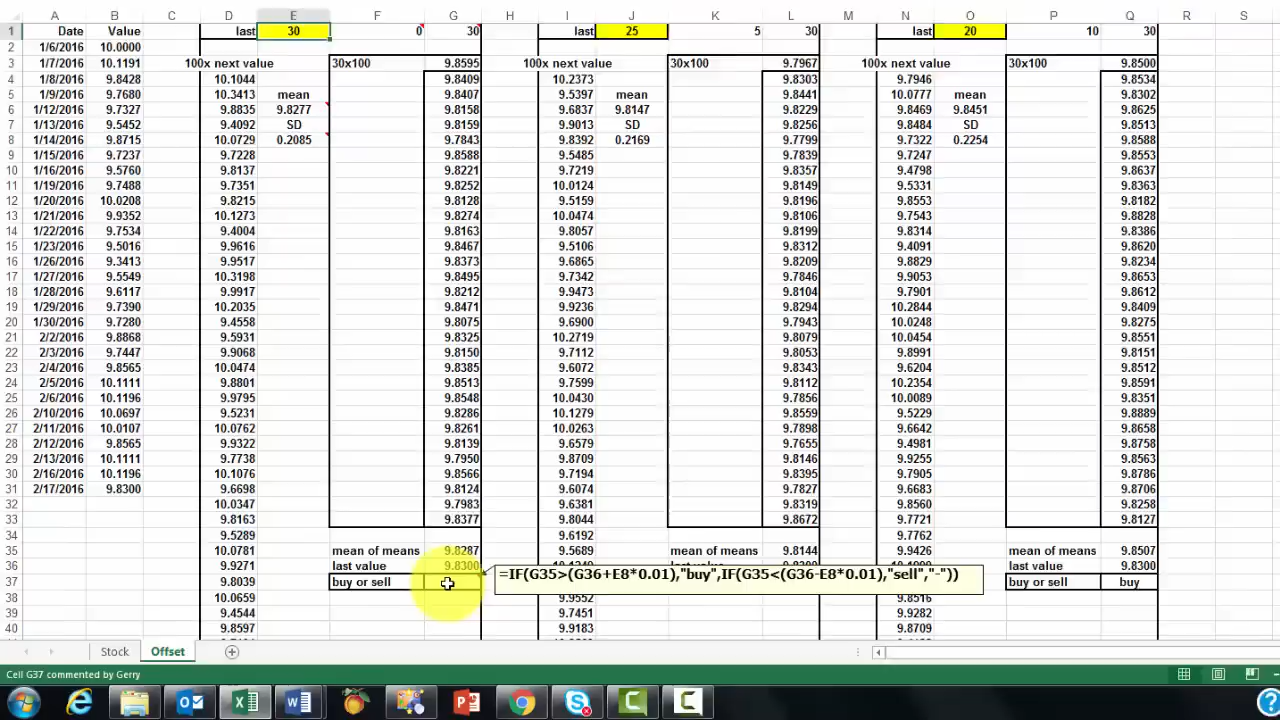 A B C D E F G H I J K L M N O P Q R S
1 Date Value last 30 0 30 last 25 5 30 last 20 10 30
2 1/6/2016 10.0000
3 1/7/2016 10.1191 100x next value 30x100 9.8595 100x next value 30x100 9.7967 100x next value 30x100 9.8500
4 1/8/2016 9.8428 10.1044 9.8409 10.2373 9.8303 9.7946 9.8534
5 1/9/2016 9.7680 10.3413 mean 9.8407 9.5397 mean 9.8441 10.0777 mean 9.8302
6 1/12/2016 9.7327 9.8835 9.8277 9.8158 9.6837 9.8147 9.8229 9.8469 9.8451 9.8625
7 1/13/2016 9.5452 9.4092 SD 9.8159 9.9013 SD 9.8256 9.8484 SD 9.8513
8 1/14/2016 9.8715 10.0729 0.2085 9.7843 9.8392 0.2169 9.7799 9.7322 0.2254 9.8588
9 1/15/2016 9.7237 9.7228 9.8588 9.5485 9.7839 9.7247 9.8553
10 1/16/2016 9.5760 9.8137 9.8221 9.7219 9.8357 9.4798 9.8637
11 1/19/2016 9.7488 9.7351 9.8252 10.0124 9.8149 9.5331 9.8363
12 1/20/2016 10.0208 9.8215 9.8128 9.5159 9.8196 9.8553 9.8182
13 1/21/2016 9.9352 10.1273 9.8274 10.0474 9.8106 9.7543 9.8828
14 1/22/2016 9.7534 9.4004 9.8163 9.8057 9.8190 9.8314 9.8386
15 1/23/2016 9.5016 9.9616 9.8467 9.5106 9.8312 9.4091 9.8620
16 1/26/2016 9.3413 9.9517 9.8373 9.6865 9.8209 9.8829 9.8234
17 1/27/2016 9.5549 10.3198 9.8495 9.7342 9.7846 9.9053 9.8653
18 1/28/2016 9.6117 9.9917 9.8212 9.9473 9.8104 9.7901 9.8563
19 1/29/2016 9.7390 10.2035 9.8471 9.9236 9.8294 10.2844 9.8409
20 1/30/2016 9.7280 9.4558 9.8075 9.6900 9.7943 10.0248 9.8275
21 2/2/2016 9.8868 9.5931 9.8325 10.2719 9.8079 10.0454 9.8551
22 2/3/2016 9.7447 9.9068 9.8150 9.7112 9.8053 9.8991 9.8151
23 2/4/2016 9.8565 10.0474 9.8385 9.6072 9.8343 9.6204 9.8512
24 2/5/2016 10.1111 9.8801 9.8513 9.7599 9.8112 10.2354 9.8591
25 2/6/2016 10.1196 9.9795 9.8548 10.0430 9.7856 10.0089 9.8351
26 2/10/2016 10.0697 9.5231 9.8286 10.1279 9.8559 9.5229 9.8889
27 2/11/2016 10.0107 10.0762 9.8261 10.0263 9.7898 9.6642 9.8658
28 2/12/2016 9.8565 9.9322 9.8139 9.6579 9.7655 9.4981 9.8758
29 2/13/2016 10.1111 9.7738 9.7950 9.8709 9.8146 9.9255 9.8563
30 2/16/2016 10.1196 10.1076 9.8566 9.7194 9.8395 9.7905 9.8786
31 2/17/2016 9.8300 9.6698 9.8124 9.6074 9.7827 9.6683 9.8706
32 10.0347 9.7983 9.6381 9.8319 9.8560 9.8258
33 9.8163 9.8377 9.8044 9.8672 9.7721 9.8127
34 9.5289 9.6192 9.7762
35 10.0781 mean of means 9.8287 9.5689 mean of means 9.8144 9.9426 mean of means 9.8507
36 9.9271 last value 9.8300 last value 9.8300 last value 9.8300
37 9.8039 buy or sell =IF(G35>(G36+E8*0.01),"buy",IF(G35<(G36-E8*0.01),"sell","-")) buy or sell buy
38 10.0659 9.9552 9.8516
39 9.4544 9.7451 9.9282
40 9.8597 9.9183 9.8709
Stock Offset
Cell G37 commented by Gerry